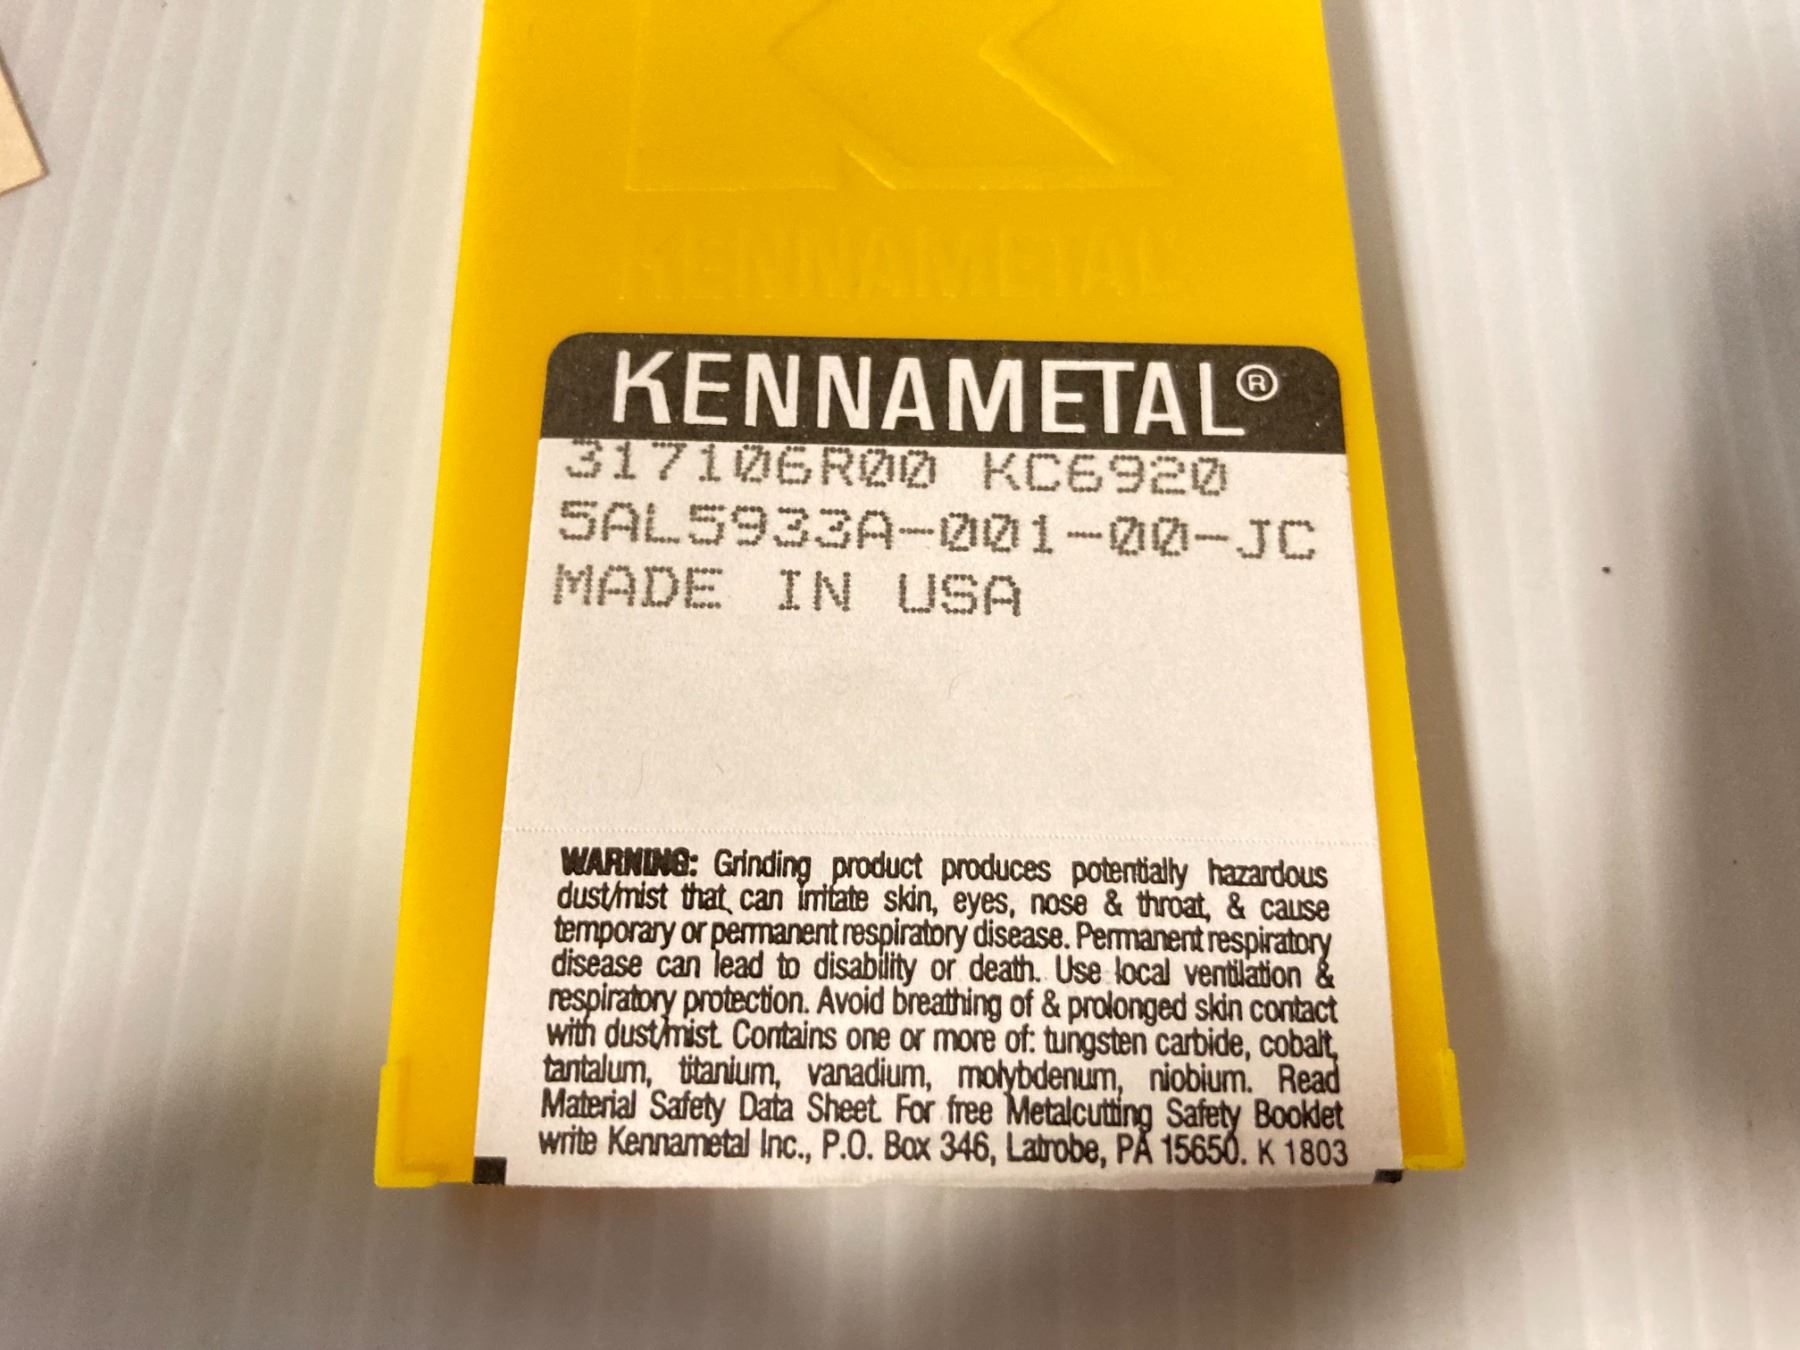 KENNAMETAL
KENNAMETAL®
317106R00 KC6920
5AL5933A-001-00-JC
MADE IN USA
WARNING: Grinding product produces potentially hazardous
dust/mist that can irritate skin, eyes, nose & throat, & cause
temporary or permanent respiratory disease. Permanent respiratory
disease can lead to disability or death. Use local ventilation &
respiratory protection. Avoid breathing of & prolonged skin contact
with dust/mist. Contains one or more of: tungsten carbide, cobalt,
tantalum, titanium, vanadium, molybdenum, niobium. Read
Material Safety Data Sheet. For free Metalcutting Safety Booklet
write Kennametal Inc., P.O. Box 346, Latrobe, PA 15650. K 1803